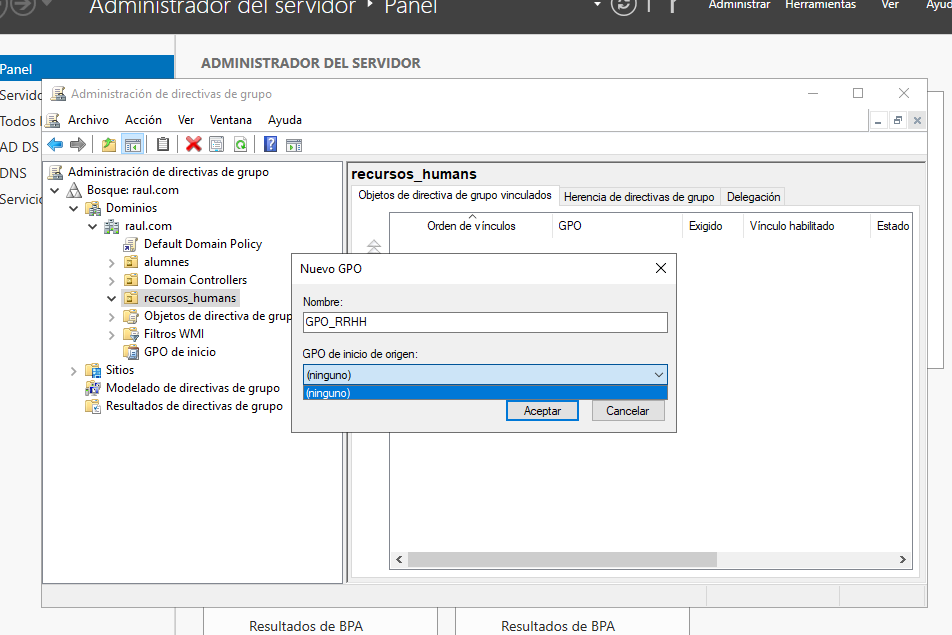 Administrador del servidor ‣ Panel
Administrar Herramientas Ver
Panel
ADMINISTRADOR DEL SERVIDOR
Todos
AD DS
DNS
Administración de directivas de grupo
Archivo Acción Ver Ventana Ayuda
Administración de directivas de grupo
Bosque: raul.com
Dominios
raul.com
Default Domain Policy
alumnes
Domain Controllers
recursos_humans
Objetos de directiva de grup
Filtros WMI
GPO de inicio
Sitios
Modelado de directivas de grupo
Resultados de directivas de grupo
recursos_humans
Objetos de directiva de grupo vinculados Herencia de directivas de grupo Delegación
Orden de vínculos GPO Exigido Vínculo habilitado Estado
Nuevo GPO
Nombre:
GPO_RRHH
GPO de inicio de origen:
(ninguno)
(ninguno)
Aceptar Cancelar
Resultados de BPA Resultados de BPA